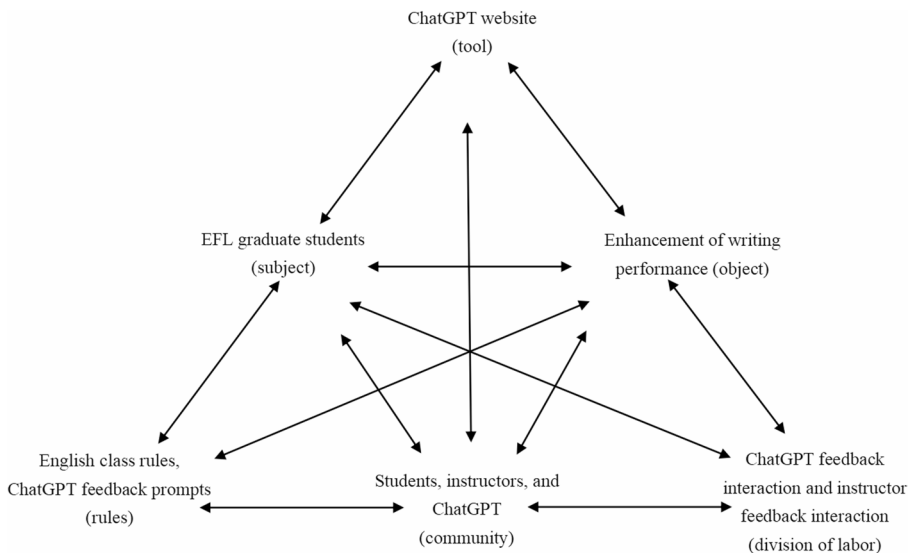 ChatGPT website
(tool)
EFL graduate students
(subject)
Enhancement of writing
performance (object)
English class rules,
ChatGPT feedback prompts
(rules)
Students, instructors, and
ChatGPT
(community)
ChatGPT feedback
interaction and instructor
feedback interaction
(division of labor)